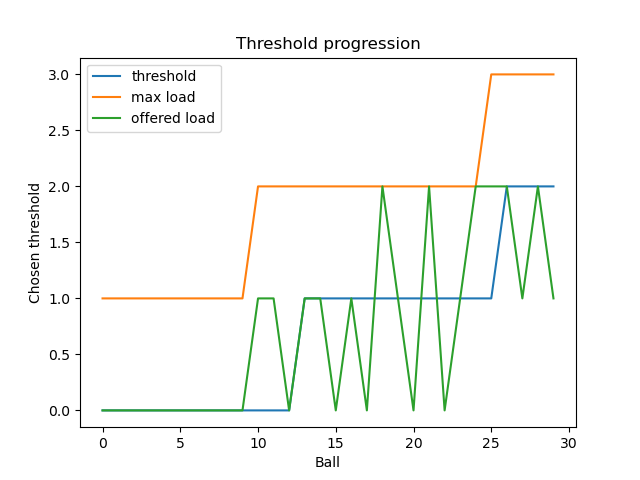 Threshold progression
threshold
max load
offered load
Chosen threshold
3.0
2.5
2.0
1.5
1.0
0.5
0.0
0 5 10 15 20 25 30
Ball